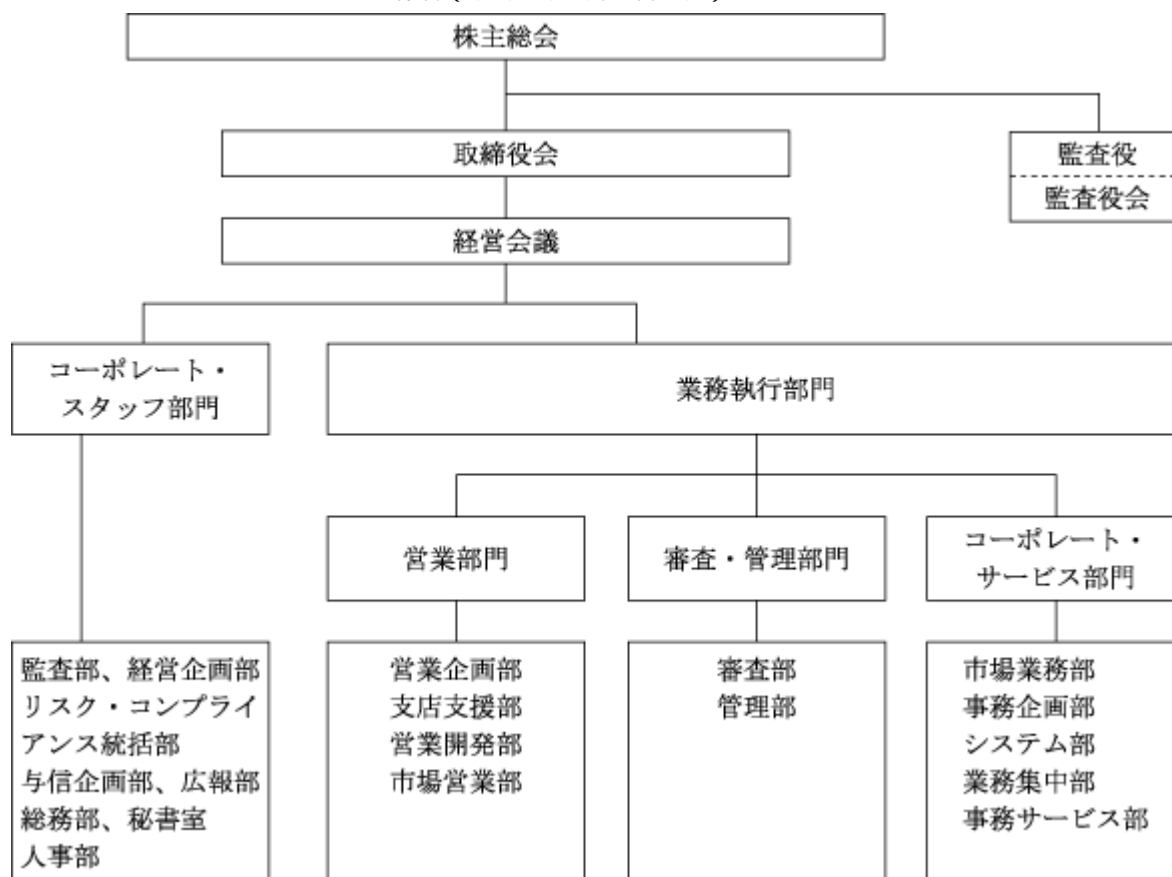 株主総会
取締役会
監査役
監査役会
経営会議
コーポレート・
スタッフ部門
業務執行部門
営業部門
審査・管理部門
コーポレート・
サービス部門
監査部、経営企画部
リスク・コンプライ
アンス統括部
与信企画部、広報部
総務部、秘書室
人事部
営業企画部
支店支援部
営業開発部
市場営業部
審査部
管理部
市場業務部
事務企画部
システム部
業務集中部
事務サービス部